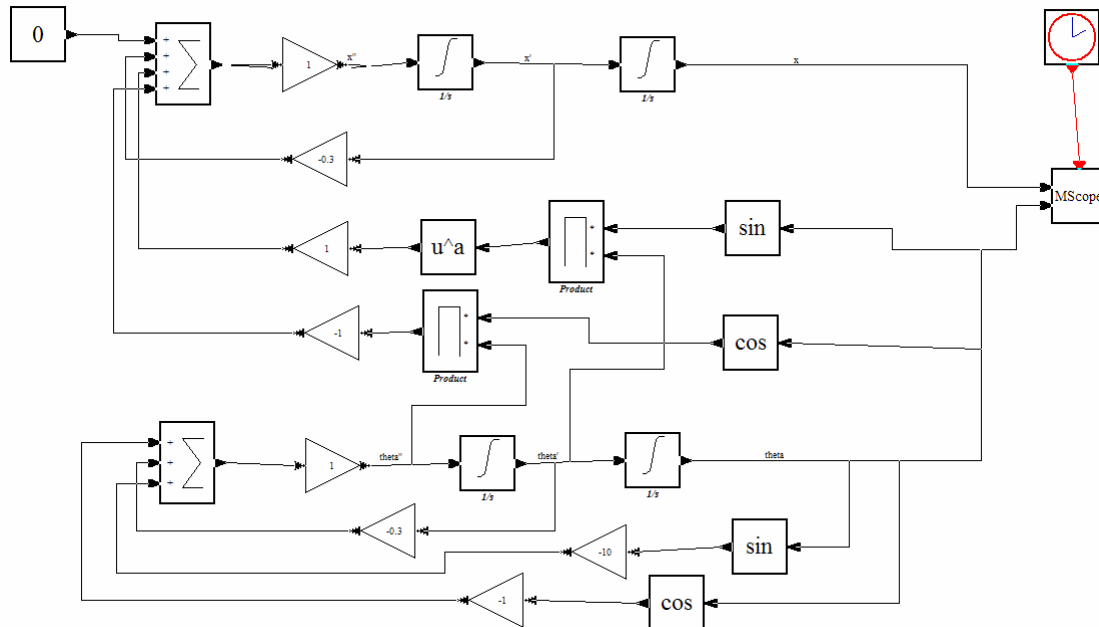 0
+
+
+
+
1
x''
1/s
x'
1/s
x
MScope
-0.3
1
u^a
*
*
Product
sin
-1
*
*
Product
cos
+
+
+
1
theta''
1/s
theta'
1/s
theta
-0.3
-10
sin
-1
cos